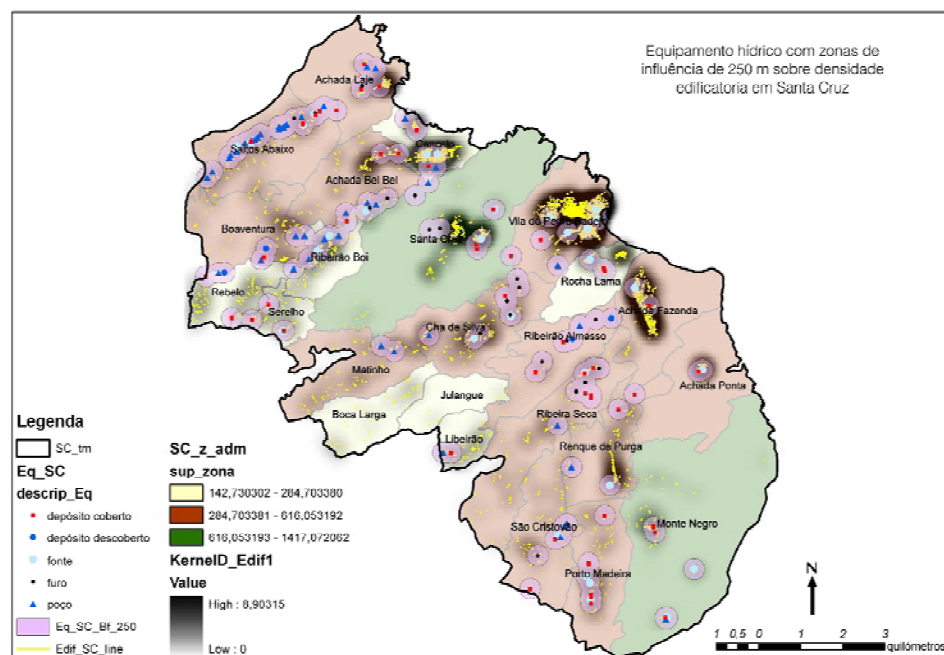 Equipamento hídrico com zonas de
influência de 250 m sobre densidade
edificatoria em Santa Cruz
Achada Laje
Saltos Abaixo
Cancelo
Achada Bel Bel
Boaventura
Santa Cruz
Vila do Pedra Badejo
Ribeirão Boi
Rebelo
Rocha Lama
Serelho
Achada Fazenda
Cha de Silva
Ribeirão Almasso
Matinho
Achada Ponta
Julangue
Boca Larga
Ribeira Seca
Libeirão
Renque de Purga
São Cristovão
Monte Negro
Porto Madeira
Legenda
SC_tm
Eq_SC
descrip_Eq
depósito coberto
depósito descoberto
fonte
furo
poço
Eq_SC_Bf_250
Edif_SC_line
SC_z_adm
sup_zona
142,730302 - 284,703380
284,703381 - 616,053192
616,053193 - 1417,072062
KernelD_Edif1
Value
High : 8,90315
Low : 0
N
1 0,5 0 1 2 3
quilómetros